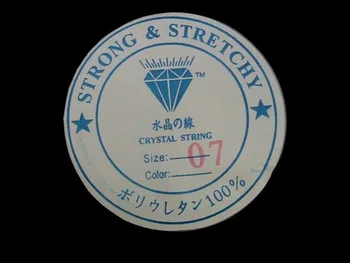 STRONG & STRETCHY
TM
水晶の線
CRYSTAL STRING
Size: 07
Color:
ポリウレタン100%